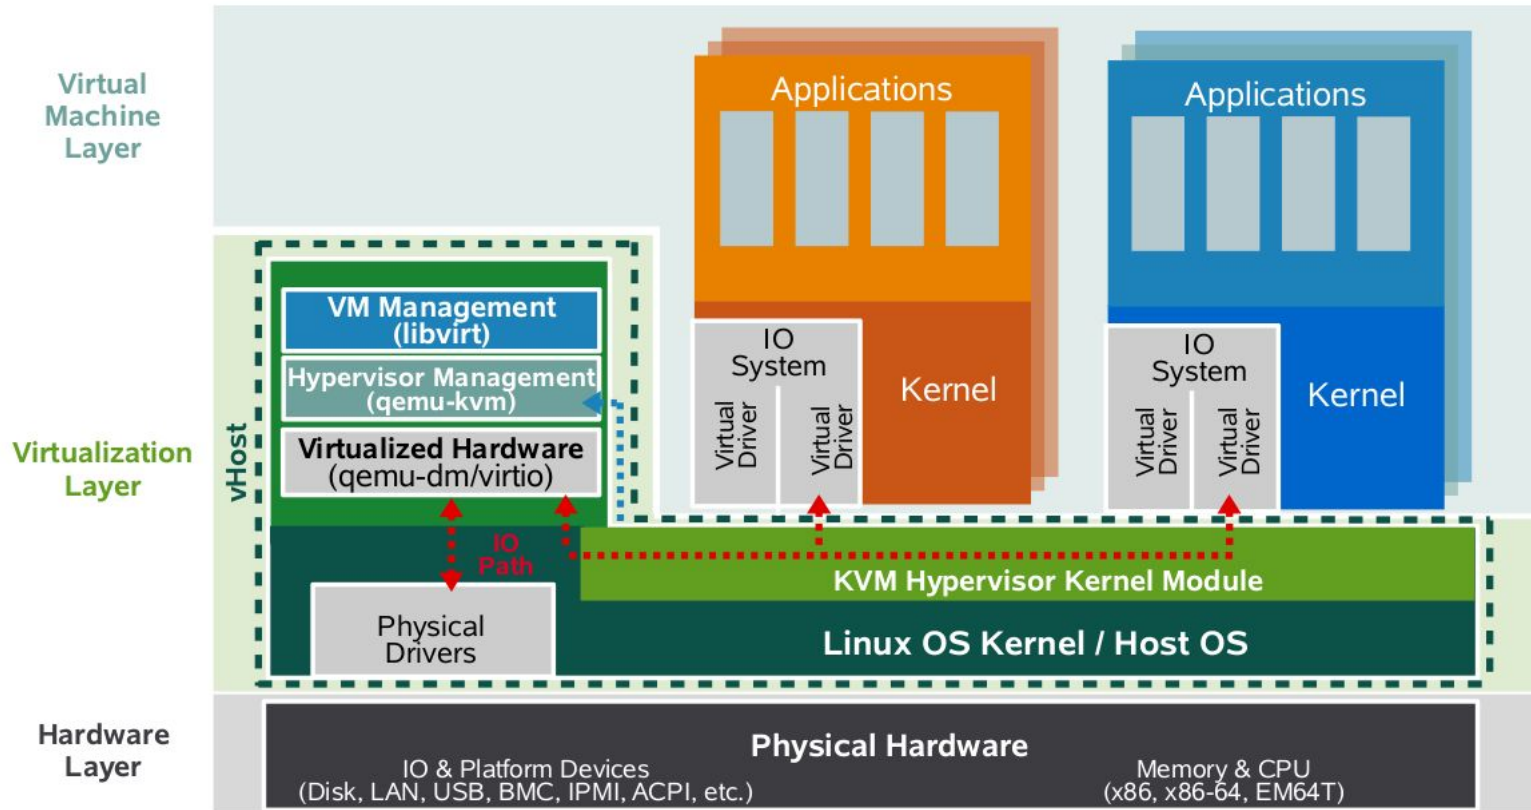 Virtual
Machine
Layer
Applications
Applications
VM Management
(libvirt)
Hypervisor Management
(qemu-kvm)
Virtualized Hardware
(qemu-dm/virtio)
IO
System
Virtual
Driver
Virtual
Driver
Kernel
IO
System
Virtual
Driver
Virtual
Driver
Kernel
Virtualization
Layer
vHost
IO
Path
KVM Hypervisor Kernel Module
Physical
Drivers
Linux OS Kernel / Host OS
Hardware
Layer
Physical Hardware
IO & Platform Devices
(Disk, LAN, USB, BMC, IPMI, ACPI, etc.)
Memory & CPU
(x86, x86-64, EM64T)